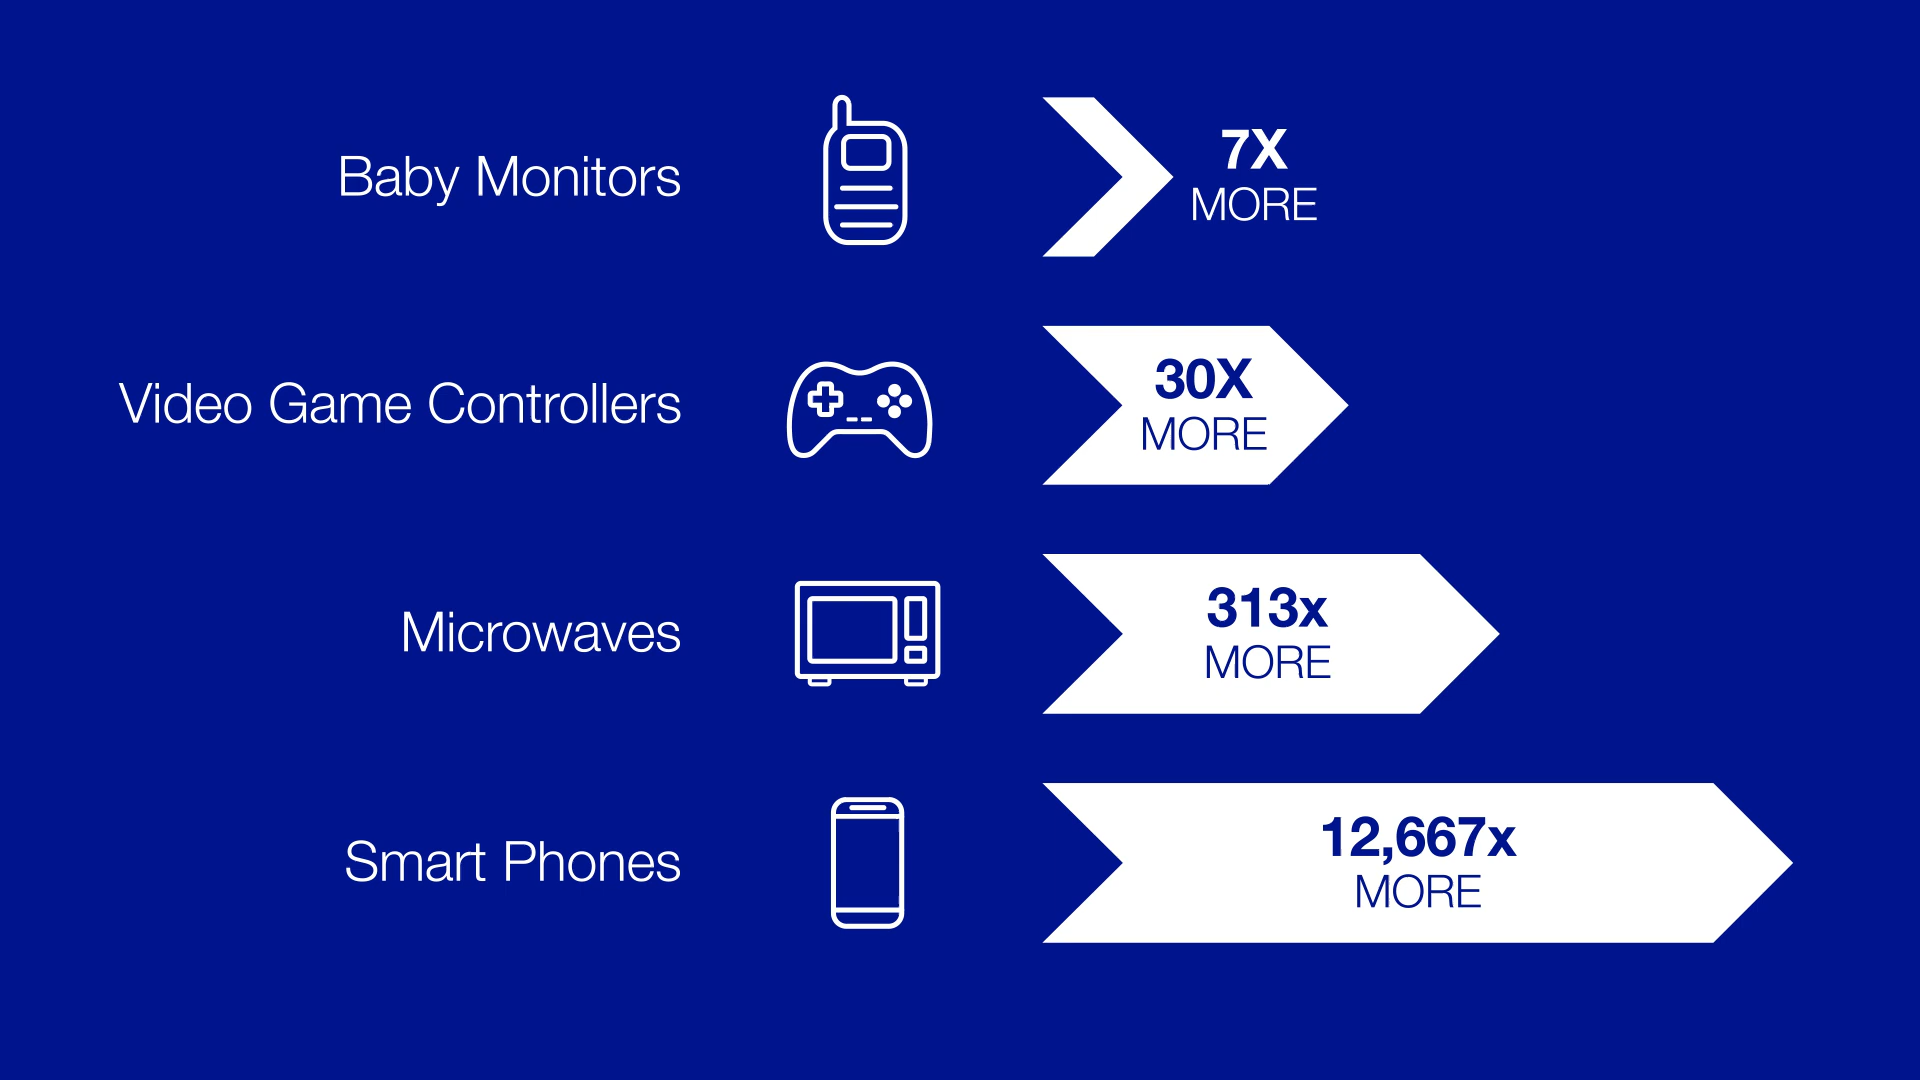 Baby Monitors
7X
MORE
Video Game Controllers
30X
MORE
Microwaves
313x
MORE
Smart Phones
12,667x
MORE